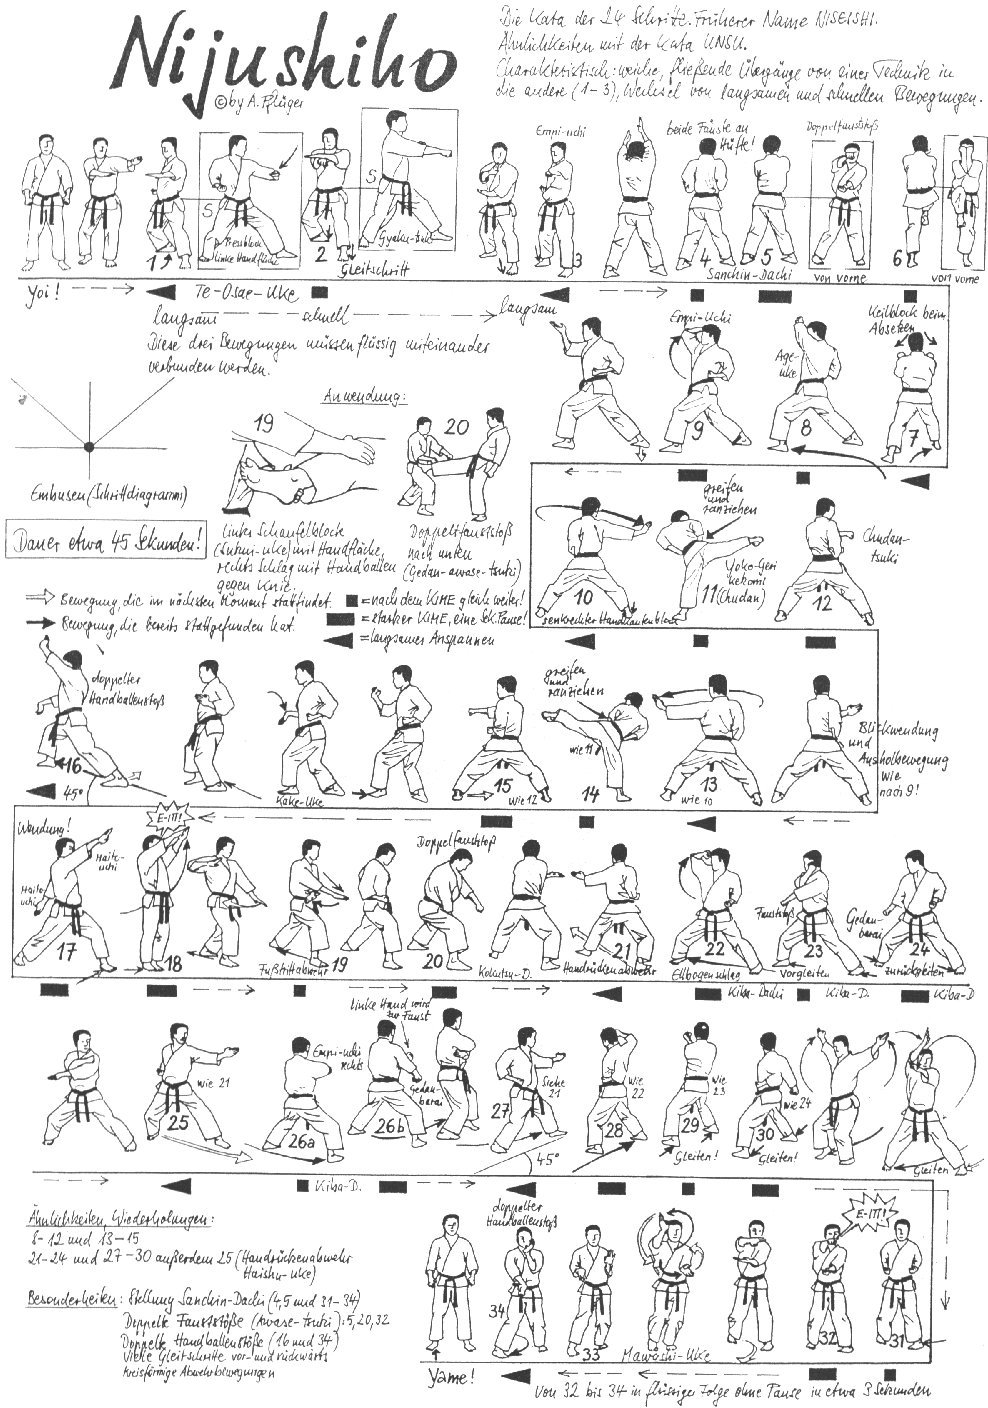 Nijushiho
© by A. Pflüger
Die Kata der 24 Schritte. Früherer Name NISEISHI.
Ähnlichkeiten mit der Kata UNSU.
Charakteristisch: weiche, fließende Übergänge von einer Technik in
die andere (1-3), Wechsel von langsamen und schnellen Bewegungen.
Empi-uchi
beide Fäuste an
Hüfte!
Doppelfauststoß
S
S
linke Handfläche
Gyaku-tsuki
1
2
Gleitschritt
3
4
5
Sanchin-Dachi
von vorne
6
von vorne
Yoi!
Te-Osae-Uke
langsam
schnell
langsam
Diese drei Bewegungen müssen flüssig miteinander
verbunden werden.
Empi-Uchi
Age-
uke
Keilblock beim
Absetzen
9
8
7
Anwendung:
19
20
Embusen (Schrittdiagramm)
Dauer etwa 45 Sekunden!
linker Schaufelblock
(Sukui-uke) mit Handfläche,
rechts Schlag mit Handballen
gegen Knie.
Doppelfauststoß
nach unten
(Gedan-awase-tsuki)
greifen
und
ranziehen
Yoko-Geri
kekomi
(Chudan)
Chudan-
tsuki
10
11
12
senkrechter Handkantenblock
Bewegung, die im nächsten Moment stattfindet.
Bewegung, die bereits stattgefunden hat.
= nach dem KIME gleich weiter!
= starker KIME, eine Sek. Pause!
= langsames Anspannen
doppelter
Handballenstoß
16
45°
Kake-Uke
greifen
und
ranziehen
15
wie 12
wie 11
14
13
wie 10
Blickwendung
und
Ausholbewegung
wie
nach 9!
Wendung!
Haito-
uchi
Haito-
uchi
E-III!
Doppelfauststoß
17
18
Fußtrittabwehr
19
20
Kokutsu-D.
21
Handrückenabwehr
22
Ellbogenschlag
Fauststoß
23
Vorgleiten
Gedan-
barai
24
zurückgleiten
Kiba-Dachi
Kiba-D.
Kiba-D
Linke Hand wird
zur Faust
wie 21
25
Empi-uchi
rechts
26a
26b
Gedan-
barai
27
Siehe
21
45°
28
wie
22
29
wie
23
Gleiten!
30
wie 24
Gleiten!
Gleiten
Kiba-D.
Ähnlichkeiten, Wiederholungen:
8-12 und 13-15
21-24 und 27-30 außerdem 25 (Handrückenabwehr
Haishu-uke)
Besonderheiten: Stellung Sanchin-Dachi (4,5 und 31-34)
Doppelte Fauststöße (Awase-tsuki): 5, 20, 32
Doppelte Handballenstöße (16 und 34)
Viele Gleitschritte vor- und rückwärts
Kreisförmige Abwehrbewegungen
doppelter
Handballenstoß
E-III!
34
33
Mawashi-Uke
32
31
Yame!
Von 32 bis 34 in flüssiger Folge ohne Pause in etwa 3 Sekunden